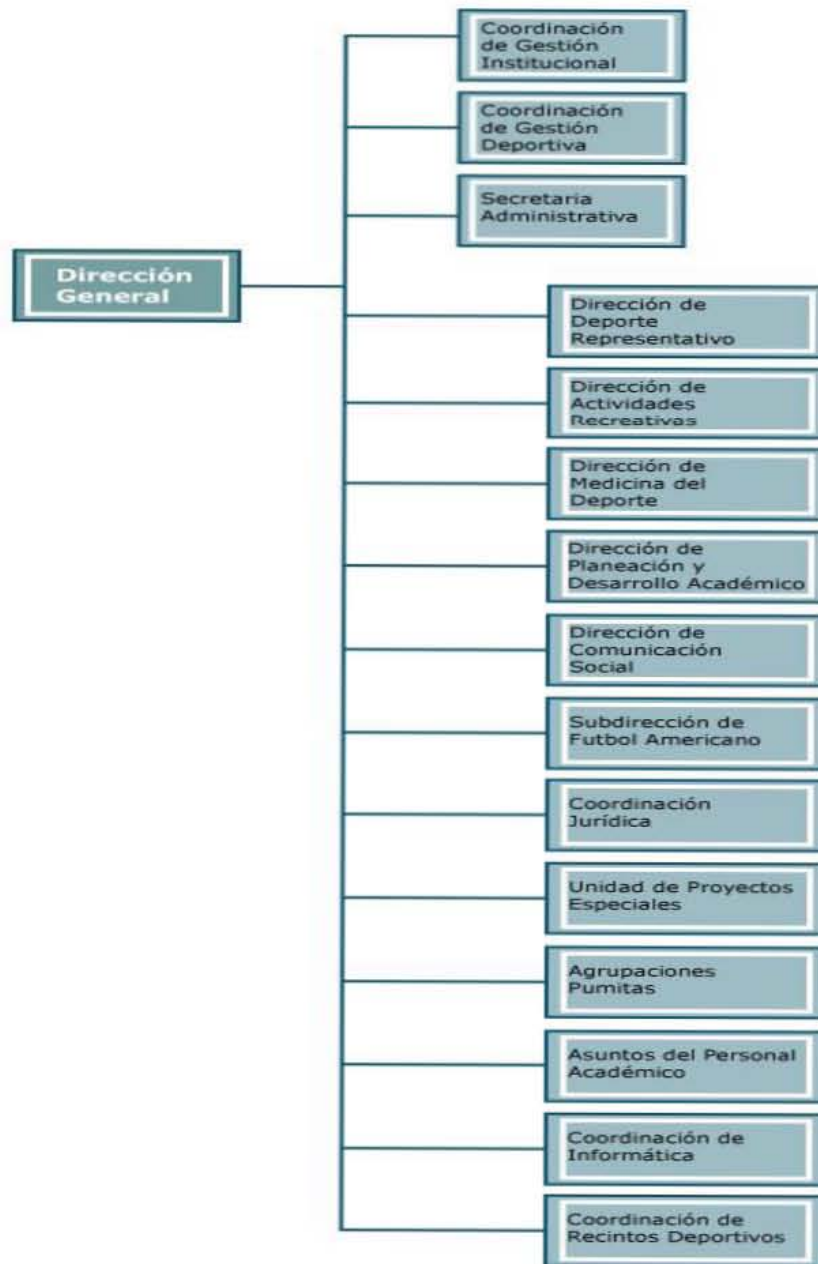 Coordinación
de Gestión
Institucional
Coordinación
de Gestión
Deportiva
Secretaria
Administrativa
Dirección
General
Dirección de
Deporte
Representativo
Dirección de
Actividades
Recreativas
Dirección de
Medicina del
Deporte
Dirección de
Planeación y
Desarrollo Académico
Dirección de
Comunicación
Social
Subdirección de
Futbol Americano
Coordinación
Jurídica
Unidad de Proyectos
Especiales
Agrupaciones
Pumitas
Asuntos del Personal
Académico
Coordinación de
Informática
Coordinación de
Recintos Deportivos